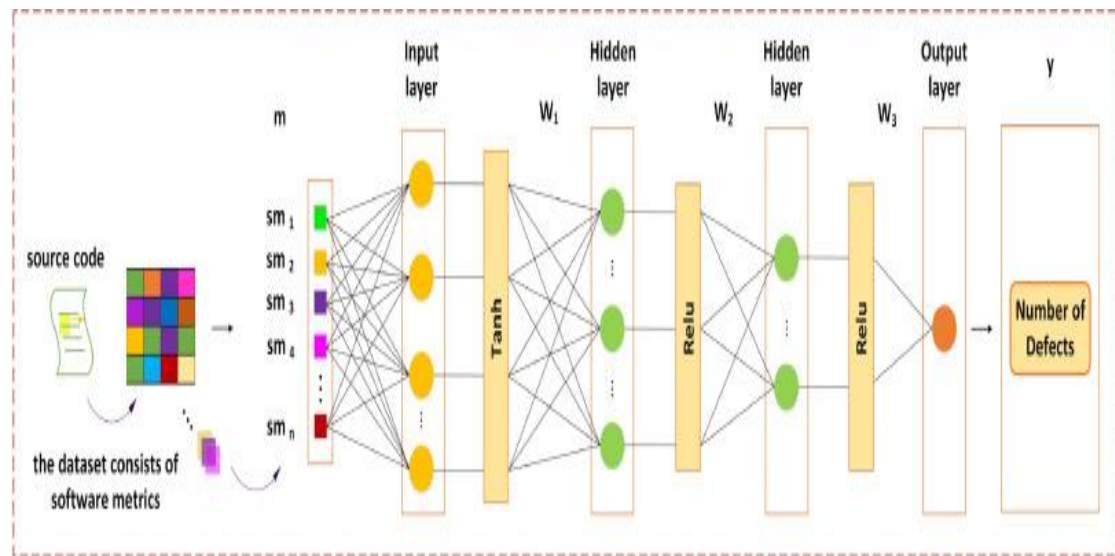 source code
the dataset consists of
software metrics
m
sm 1
sm 2
sm 3
sm 4
sm n
Input
layer
Tanh
W1
Hidden
layer
Relu
W2
Hidden
layer
Relu
W3
Output
layer
y
Number of
Defects